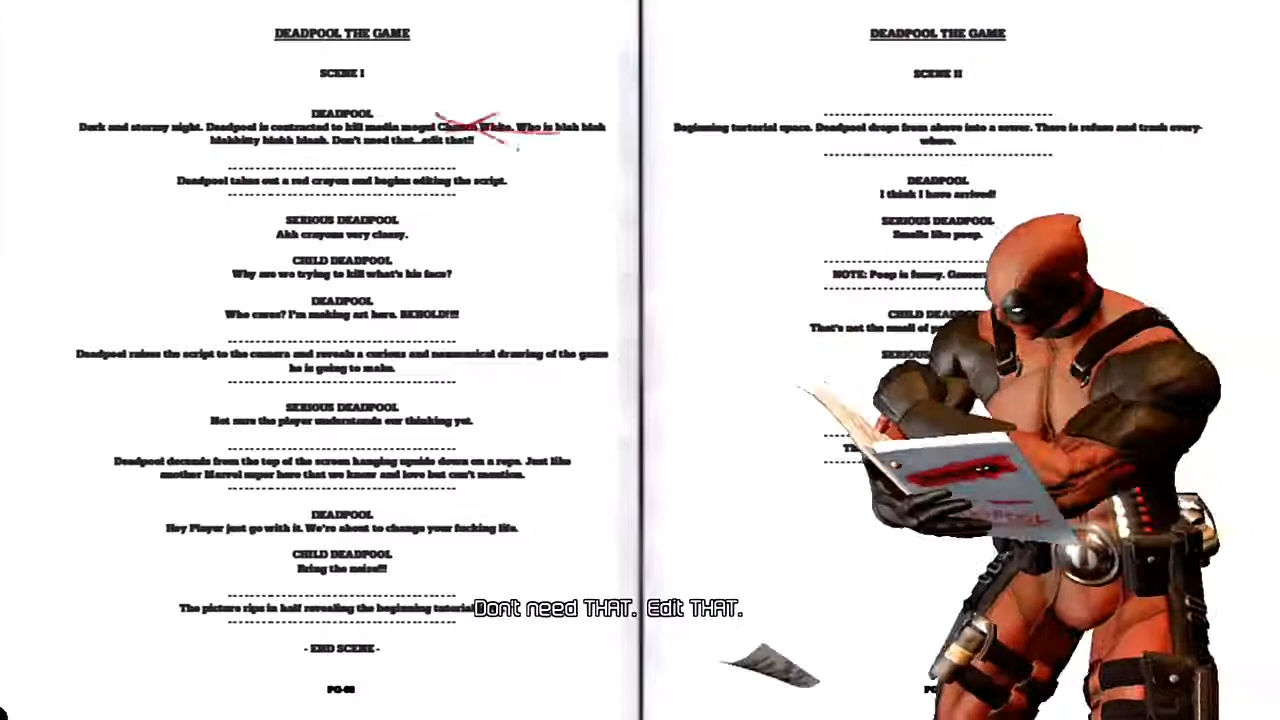 DEADPOOL THE GAME
SCENE I
DEADPOOL
Dark and stormy night. Deadpool is contracted to kill media mogul Chance White. Who is blah blah
blahbitty blahh blaah. Don't need that...edit that!!
Deadpool takes out a red crayon and begins editing the script.
SERIOUS DEADPOOL
Ahh crayons very classy.
CHILD DEADPOOL
Why are we trying to kill what's his face?
DEADPOOL
Who cares? I'm making art here. BEHOLD!!!!
Deadpool raises the script to the camera and reveals a curious and nonsensical drawing of the game
he is going to make.
SERIOUS DEADPOOL
Not sure the player understands our thinking yet.
Deadpool decends from the top of the screen hanging upside down on a rope. Just like
another Marvel super hero that we know and love but can't mention.
DEADPOOL
Hey Player just go with it. We're about to change your fucking life.
CHILD DEADPOOL
Bring the noise!!!
The picture rips in half revealing the beginning tutorial
- END SCENE -
DEADPOOL THE GAME
SCENE II
Beginning turtorial space. Deadpool drops from above into a sewer. There is refuse and trash every-
where.
DEADPOOL
I think I have arrived!
SERIOUS DEADPOOL
Smells like poop.
NOTE: Poop is funny. Gamers
CHILD DEADPOOL
That's not the smell of
SERIOUS
Don't need THAT. Edit THAT.